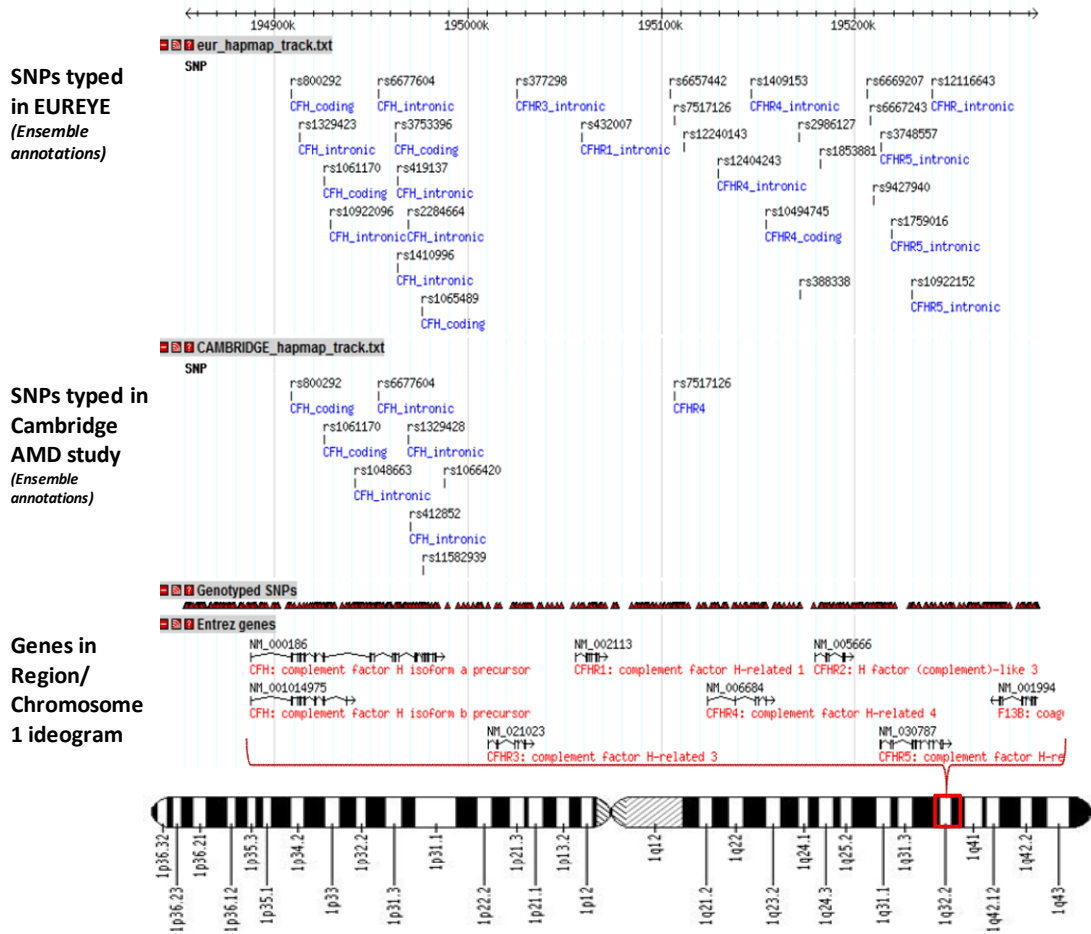 194900k 195000k 195100k 195200k
eur_hapmap_track.txt
SNP
SNPs typed
in EUREYE
(Ensemble
annotations)
rs800292 rs6677604 rs377298 rs6657442 rs1409153 rs6669207 rs12116643
CFH_coding CFH_intronic CFHR3_intronic CFHR4_intronic CFHR_intronic
rs7517126 rs6667243
rs1329423 rs3753396 rs432007 rs12240143 rs2986127 rs3748557
CFH_intronic CFH_coding CFHR1_intronic rs1853881 CFHR5_intronic
rs1061170 rs419137 rs12404243
CFH_coding CFH_intronic CFHR4_intronic rs9427940
rs10922096 rs2284664 rs10494745
CFH_intronic CFH_intronic CFHR4_coding rs1759016
CFHR5_intronic
rs1410996
CFH_intronic rs388338 rs10922152
rs1065489 CFHR5_intronic
CFH_coding
CAMBRIDGE_hapmap_track.txt
SNP
SNPs typed in
Cambridge
AMD study
(Ensemble
annotations)
rs800292 rs6677604 rs7517126
CFH_coding CFH_intronic CFHR4
rs1061170 rs1329428
CFH_coding CFH_intronic
rs1048663 rs1066420
CFH_intronic
rs412852
CFH_intronic
rs11582939
Genotyped SNPs
Entrez genes
Genes in
Region/
Chromosome
1 ideogram
NM_000186 NM_002113 NM_005666
CFH: complement factor H isoform a precursor CFHR1: complement factor H-related 1 CFHR2: H factor (complement)-like 3
NM_001014975 NM_006684 NM_001994
CFH: complement factor H isoform b precursor CFHR4: complement factor H-related 4 F13B: coag
NM_021023 NM_030787
CFHR3: complement factor H-related 3 CFHR5: complement factor H-re
1p36.32 1p36.21 1p35.3 1p34.2 1p32.2 1p31.1 1p21.3 1p13.2 1q12 1q22 1q24.1 1q25.2 1q31.3 1q41 1q42.2
1p36.23 1p36.12 1p35.1 1p33 1p31.3 1p22.2 1p21.1 1p12 1q21.2 1q23.2 1q24.3 1q31.1 1q32.2 1q42.12 1q43